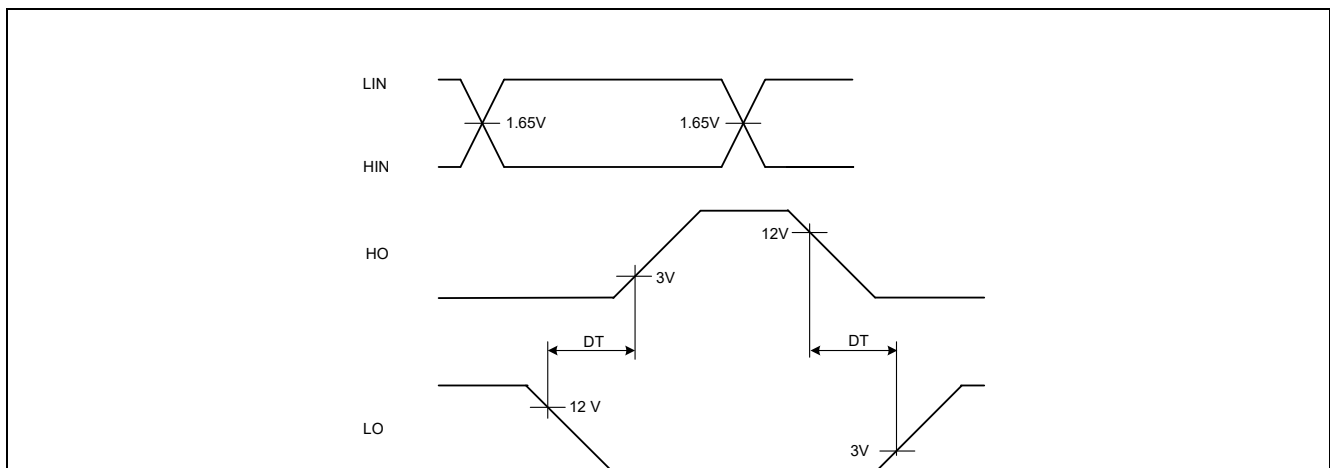 LIN
1.65V 1.65V
HIN
12V
HO
3V
DT DT
12 V
LO
3V